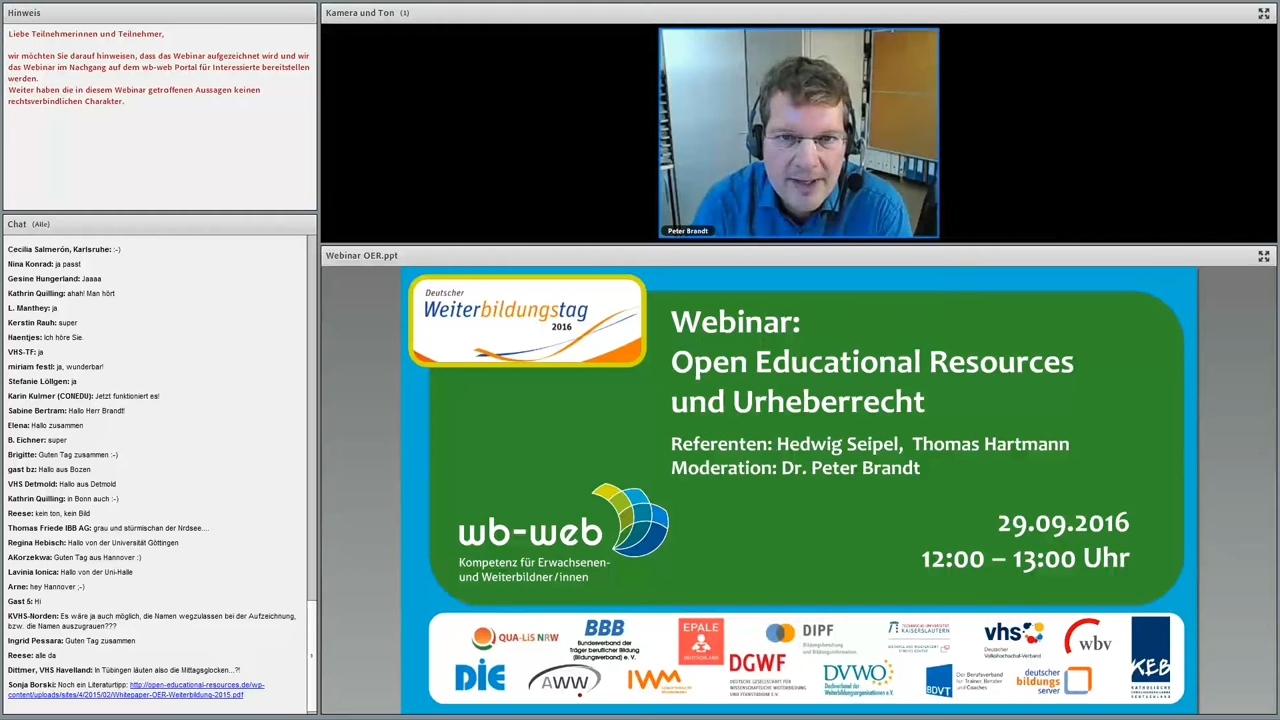 Hinweis
Liebe Teilnehmerinnen und Teilnehmer,
wir möchten Sie darauf hinweisen, dass das Webinar aufgezeichnet wird und wir
das Webinar im Nachgang auf dem wb-web Portal für Interessierte bereitstellen
werden.
Weiter haben die in diesem Webinar getroffenen Aussagen keinen
rechtsverbindlichen Charakter.
Chat (Alle)
Cecilia Salmerón, Karlsruhe: :-)
Nina Konrad: ja passt
Gesine Hungerland: Jaaaa
Kathrin Quilling: ahah! Man hört
L. Manthey: ja
Kerstin Rauh: super
Haentjes: Ich höre Sie.
VHS-TF: ja
miriam festl: ja, wunderbar!
Stefanie Löllgen: ja
Karin Kulmer (CONEDU): Jetzt funktioniert es!
Sabine Bertram: Hallo Herr Brandt!
Elena: Hallo zusammen
B. Eichner: super
Brigitte: Guten Tag zusammen :-)
gast bz: Hallo aus Bozen
VHS Detmold: Hallo aus Detmold
Kathrin Quilling: in Bonn auch :-)
Reese: kein ton, kein Bild
Thomas Friede IBB AG: grau und stürmischan der Nrdsee....
Regina Hebisch: Hallo von der Universität Göttingen
AKorzekwa: Guten Tag aus Hannover :)
Lavinia Ionica: Hallo von der Uni-Halle
Arne: hey Hannover ;-)
Gast 5: Hi
KVHS-Norden: Es wäre ja auch möglich, die Namen wegzulassen bei der Aufzeichnung,
bzw. die Namen auszugrauen???
Ingrid Pessara: Guten Tag zusammen
Reese: alle da
Dittmer, VHS Havelland: In Tübingen läuten also die Mittagsglocken...?!
Sonja Borski: Noch ein Literaturtipp: http://open-educational-resources.de/wp-
content/uploads/sites/4/2015/02/Whitepaper-OER-Weiterbildung-2015.pdf
Kamera und Ton (1)
Peter Brandt
Webinar OER.ppt
Deutscher
Weiterbildungstag
2016
Webinar:
Open Educational Resources
und Urheberrecht
Referenten: Hedwig Seipel, Thomas Hartmann
Moderation: Dr. Peter Brandt
wb-web
Kompetenz für Erwachsenen-
und Weiterbildner/innen
29.09.2016
12:00 – 13:00 Uhr
QUA-LiS NRW
BBB
Bundesverband der
Träger beruflicher Bildung
(Bildungsverband) e. V.
EPALE
DEUTSCHLAND
DIPF
TECHNISCHE UNIVERSITÄT
KAISERSLAUTERN
vhs
Deutscher
Volkshochschul-Verband
wbv
KEB
DIE
AWW
IWM
DGWF
DVWO
BDVT
deutscher
bildungs
server